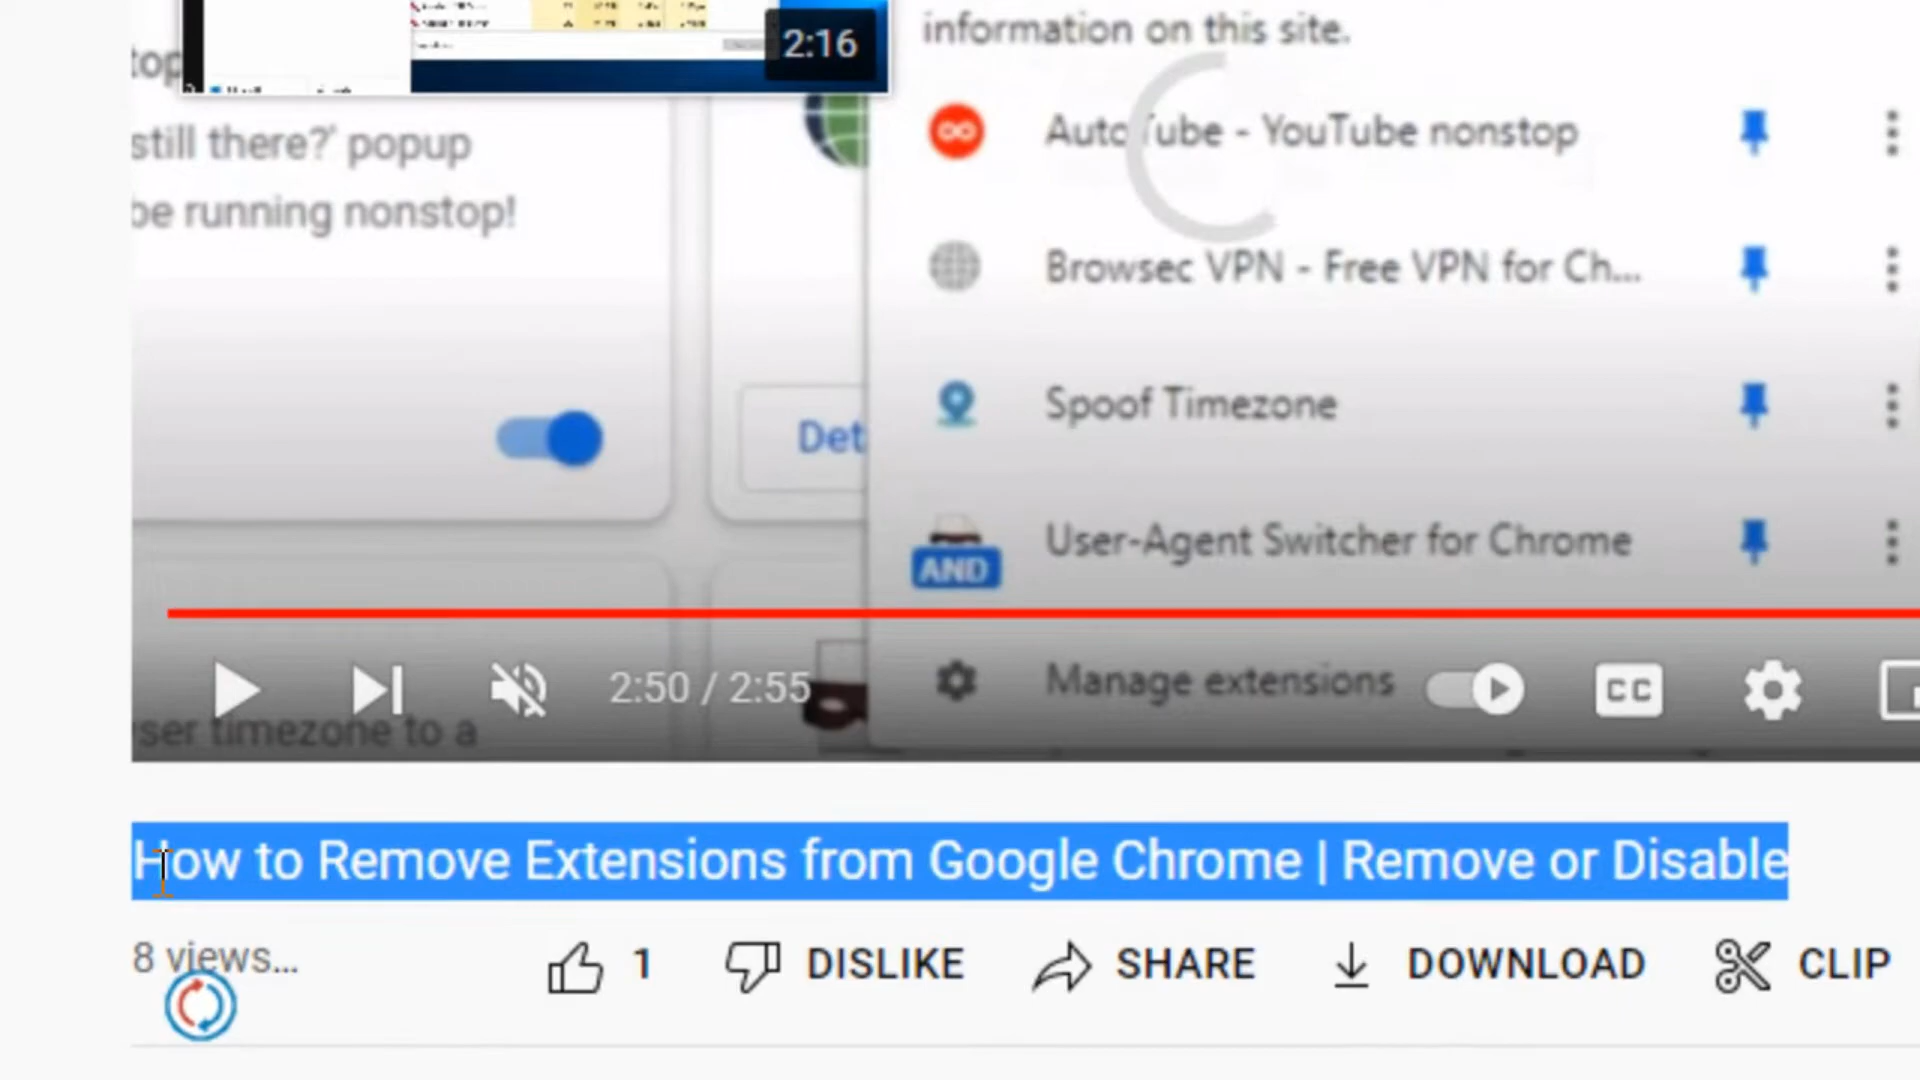 information on this site.
2:16
top
still there?' popup
be running nonstop!
AutoTube - YouTube nonstop
Browsec VPN - Free VPN for Ch...
Spoof Timezone
Det
User-Agent Switcher for Chrome
AND
Manage extensions
2:50 / 2:55
CC
ser timezone to a
How to Remove Extensions from Google Chrome | Remove or Disable
8 views...
1
DISLIKE
SHARE
DOWNLOAD
CLIP